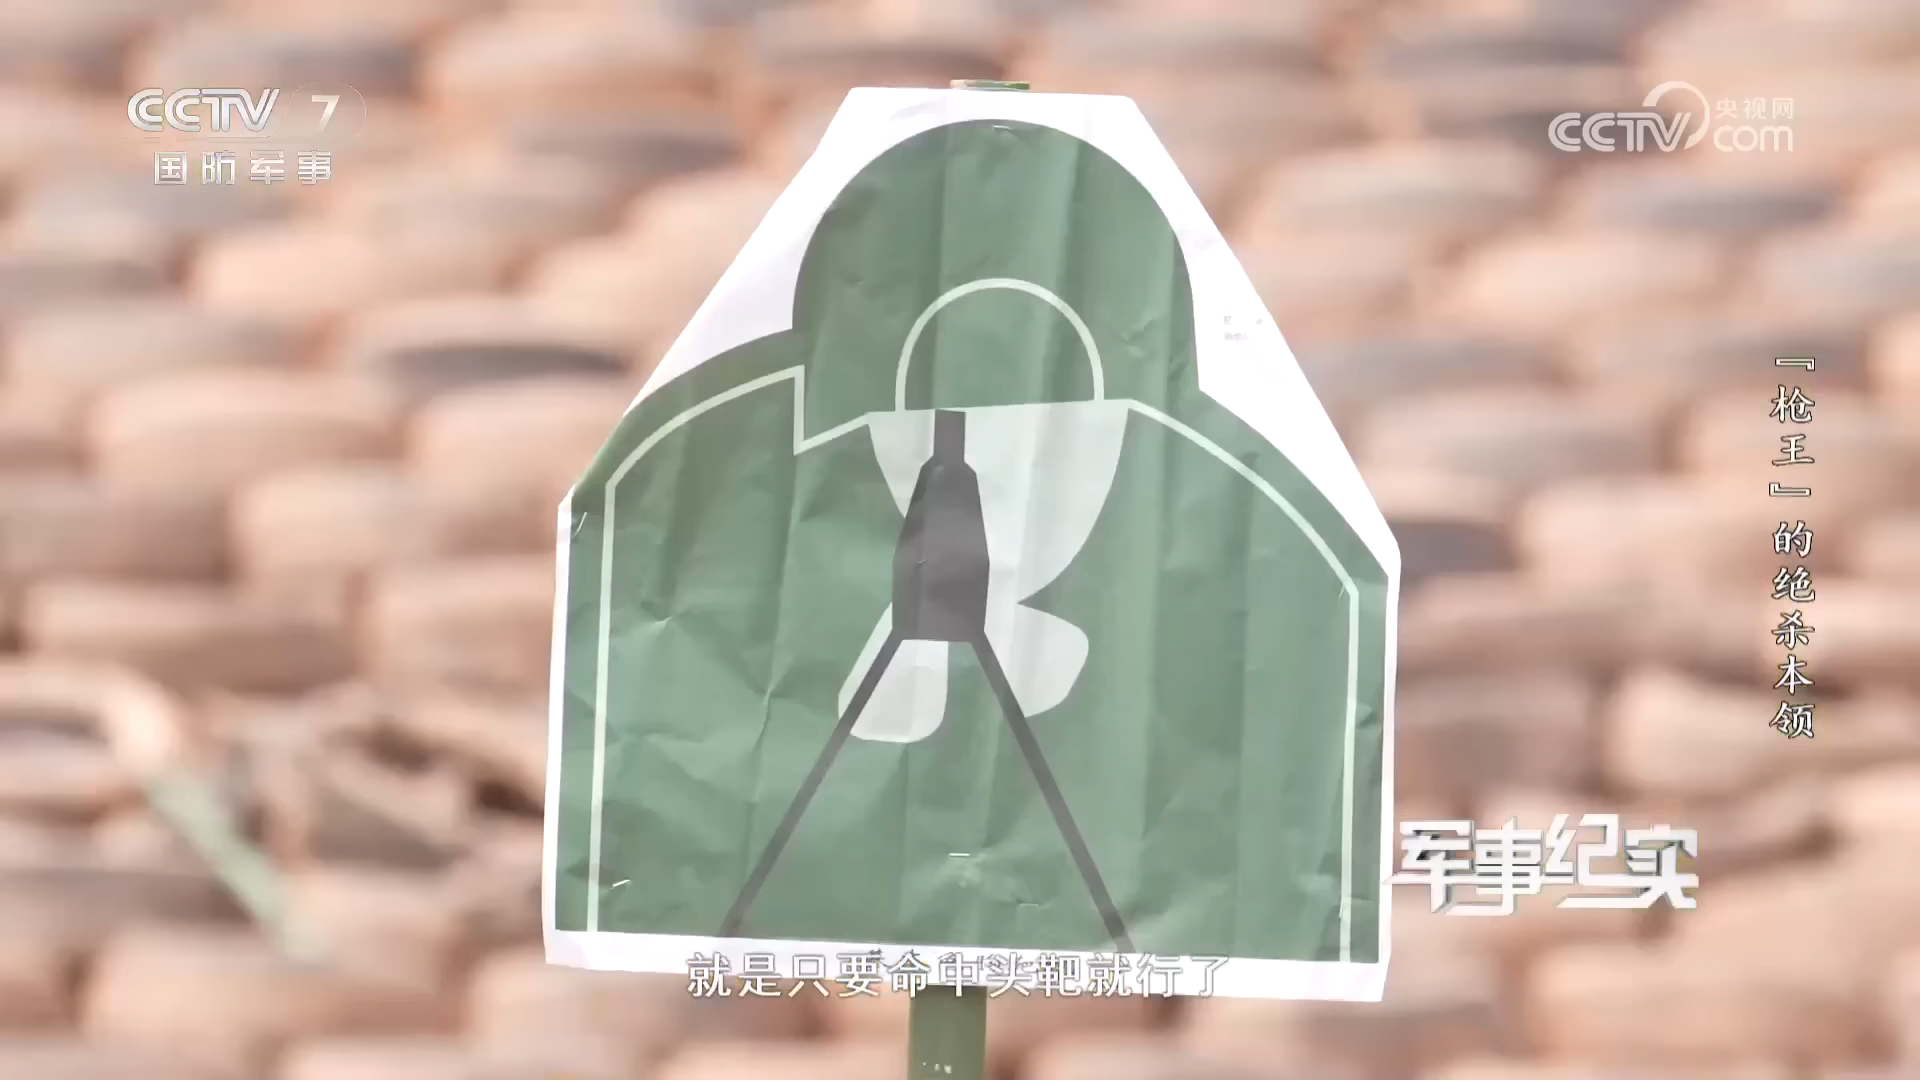 CCTV 7
国防军事
央视网
CCTV com
『枪王』的绝杀本领
军事纪实
就是只要命中头靶就行了